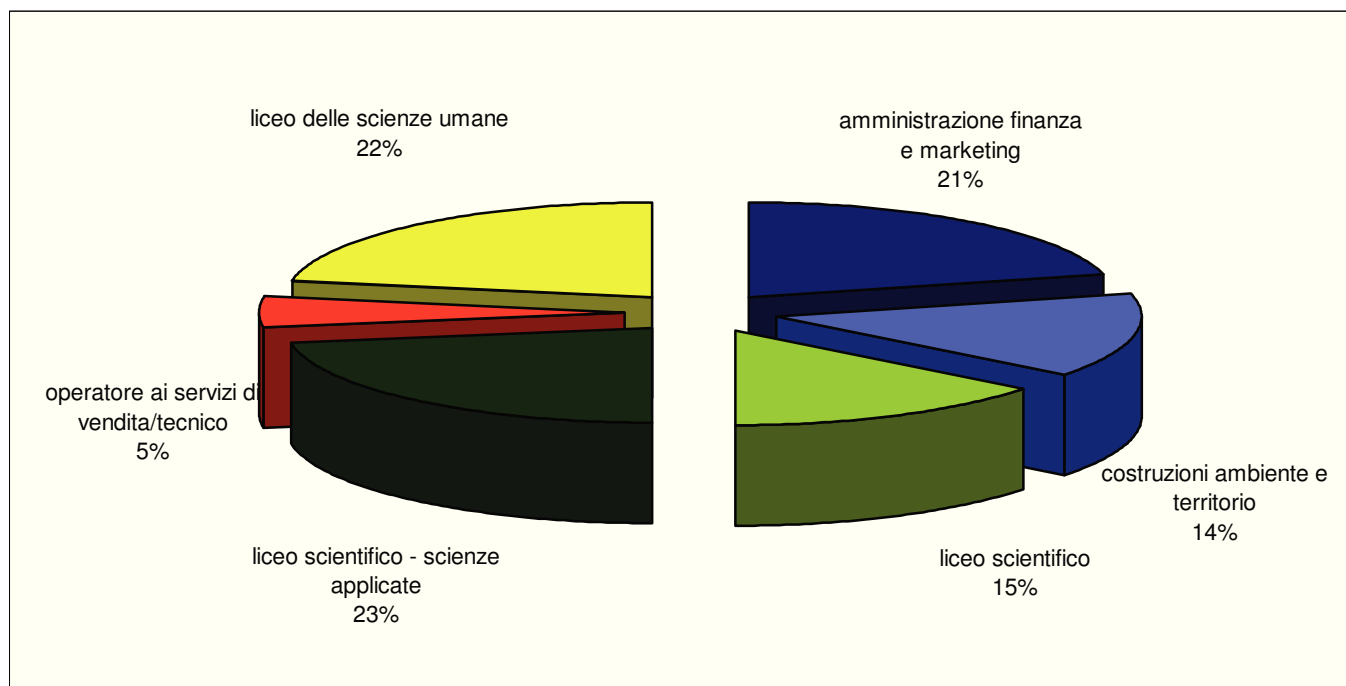 liceo delle scienze umane
22%
amministrazione finanza
e marketing
21%
operatore ai servizi di
vendita/tecnico
5%
costruzioni ambiente e
territorio
14%
liceo scientifico - scienze
applicate
23%
liceo scientifico
15%